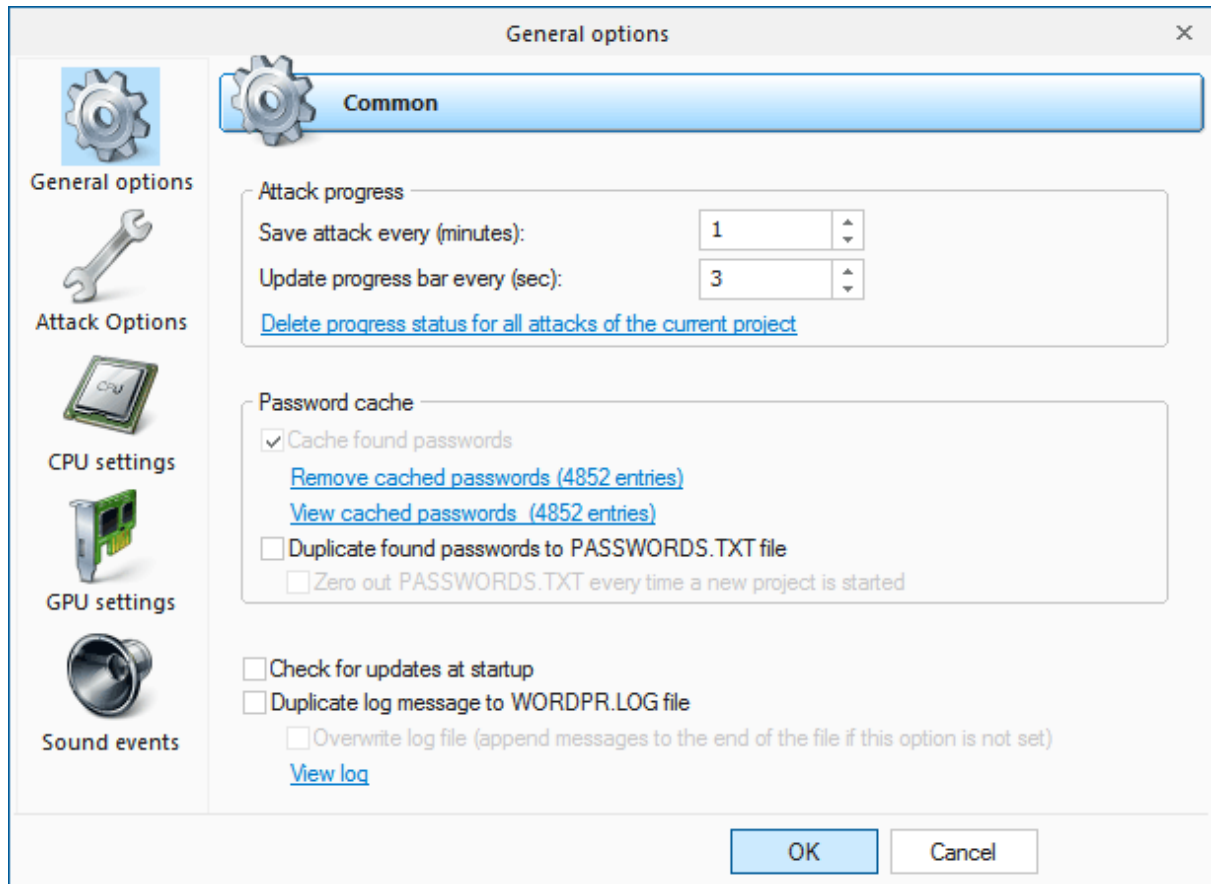 General options
General options
Attack Options
CPU
CPU settings
GPU settings
Sound events
Common
Attack progress
Save attack every (minutes):
1
Update progress bar every (sec):
3
Delete progress status for all attacks of the current project
Password cache
Cache found passwords
Remove cached passwords (4852 entries)
View cached passwords (4852 entries)
Duplicate found passwords to PASSWORDS.TXT file
Zero out PASSWORDS.TXT every time a new project is started
Check for updates at startup
Duplicate log message to WORDPR.LOG file
Overwrite log file (append messages to the end of the file if this option is not set)
View log
OK
Cancel